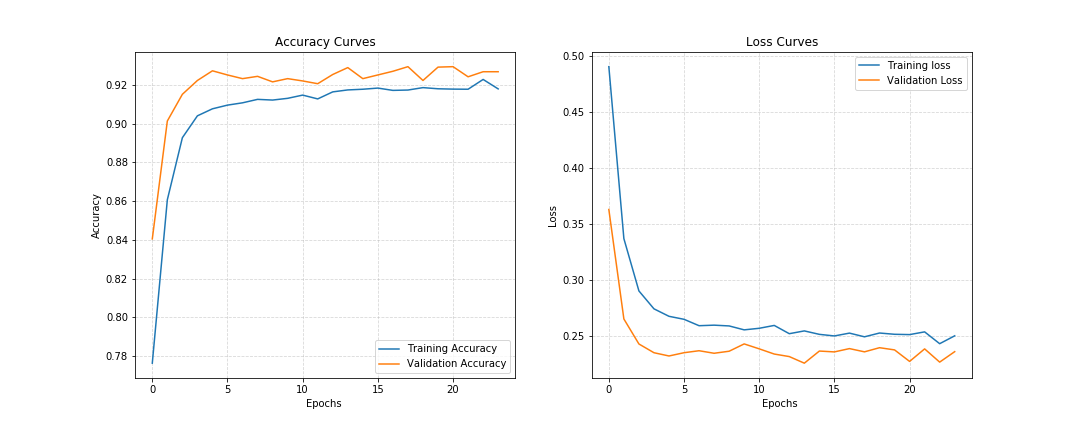 Accuracy Curves
0.92
0.90
0.88
0.86
0.84
0.82
0.80
0.78
Accuracy
0
5
10
15
20
Epochs
Training Accuracy
Validation Accuracy
Loss Curves
0.50
0.45
0.40
0.35
0.30
0.25
Loss
0
5
10
15
20
Epochs
Training loss
Validation Loss